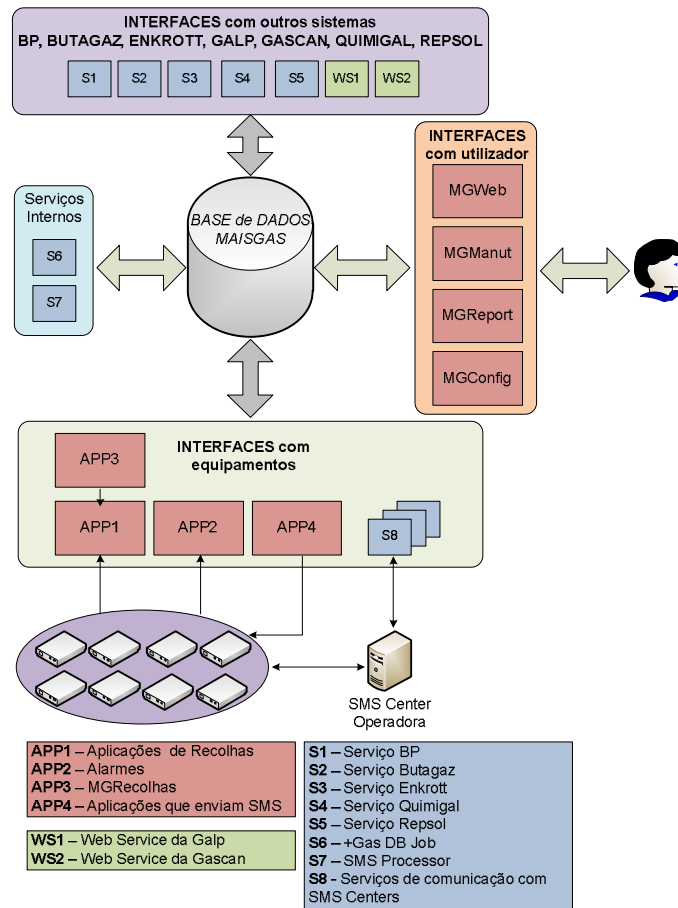 INTERFACES com outros sistemas
BP, BUTAGAZ, ENKROTT, GALP, GASCAN, QUIMIGAL, REPSOL
S1 S2 S3 S4 S5 WS1 WS2
INTERFACES
com utilizador
MGWeb
MGManut
MGReport
MGConfig
Serviços
Internos
S6
S7
BASE de DADOS
MAISGAS
INTERFACES com
equipamentos
APP3
APP1 APP2 APP4 S8
SMS Center
Operadora
APP1 – Aplicações de Recolhas
APP2 – Alarmes
APP3 – MGRecolhas
APP4 – Aplicações que enviam SMS
WS1 – Web Service da Galp
WS2 – Web Service da Gascan
S1 – Serviço BP
S2 – Serviço Butagaz
S3 – Serviço Enkrott
S4 – Serviço Quimigal
S5 – Serviço Repsol
S6 – +Gas DB Job
S7 – SMS Processor
S8 - Serviços de comunicação com
SMS Centers